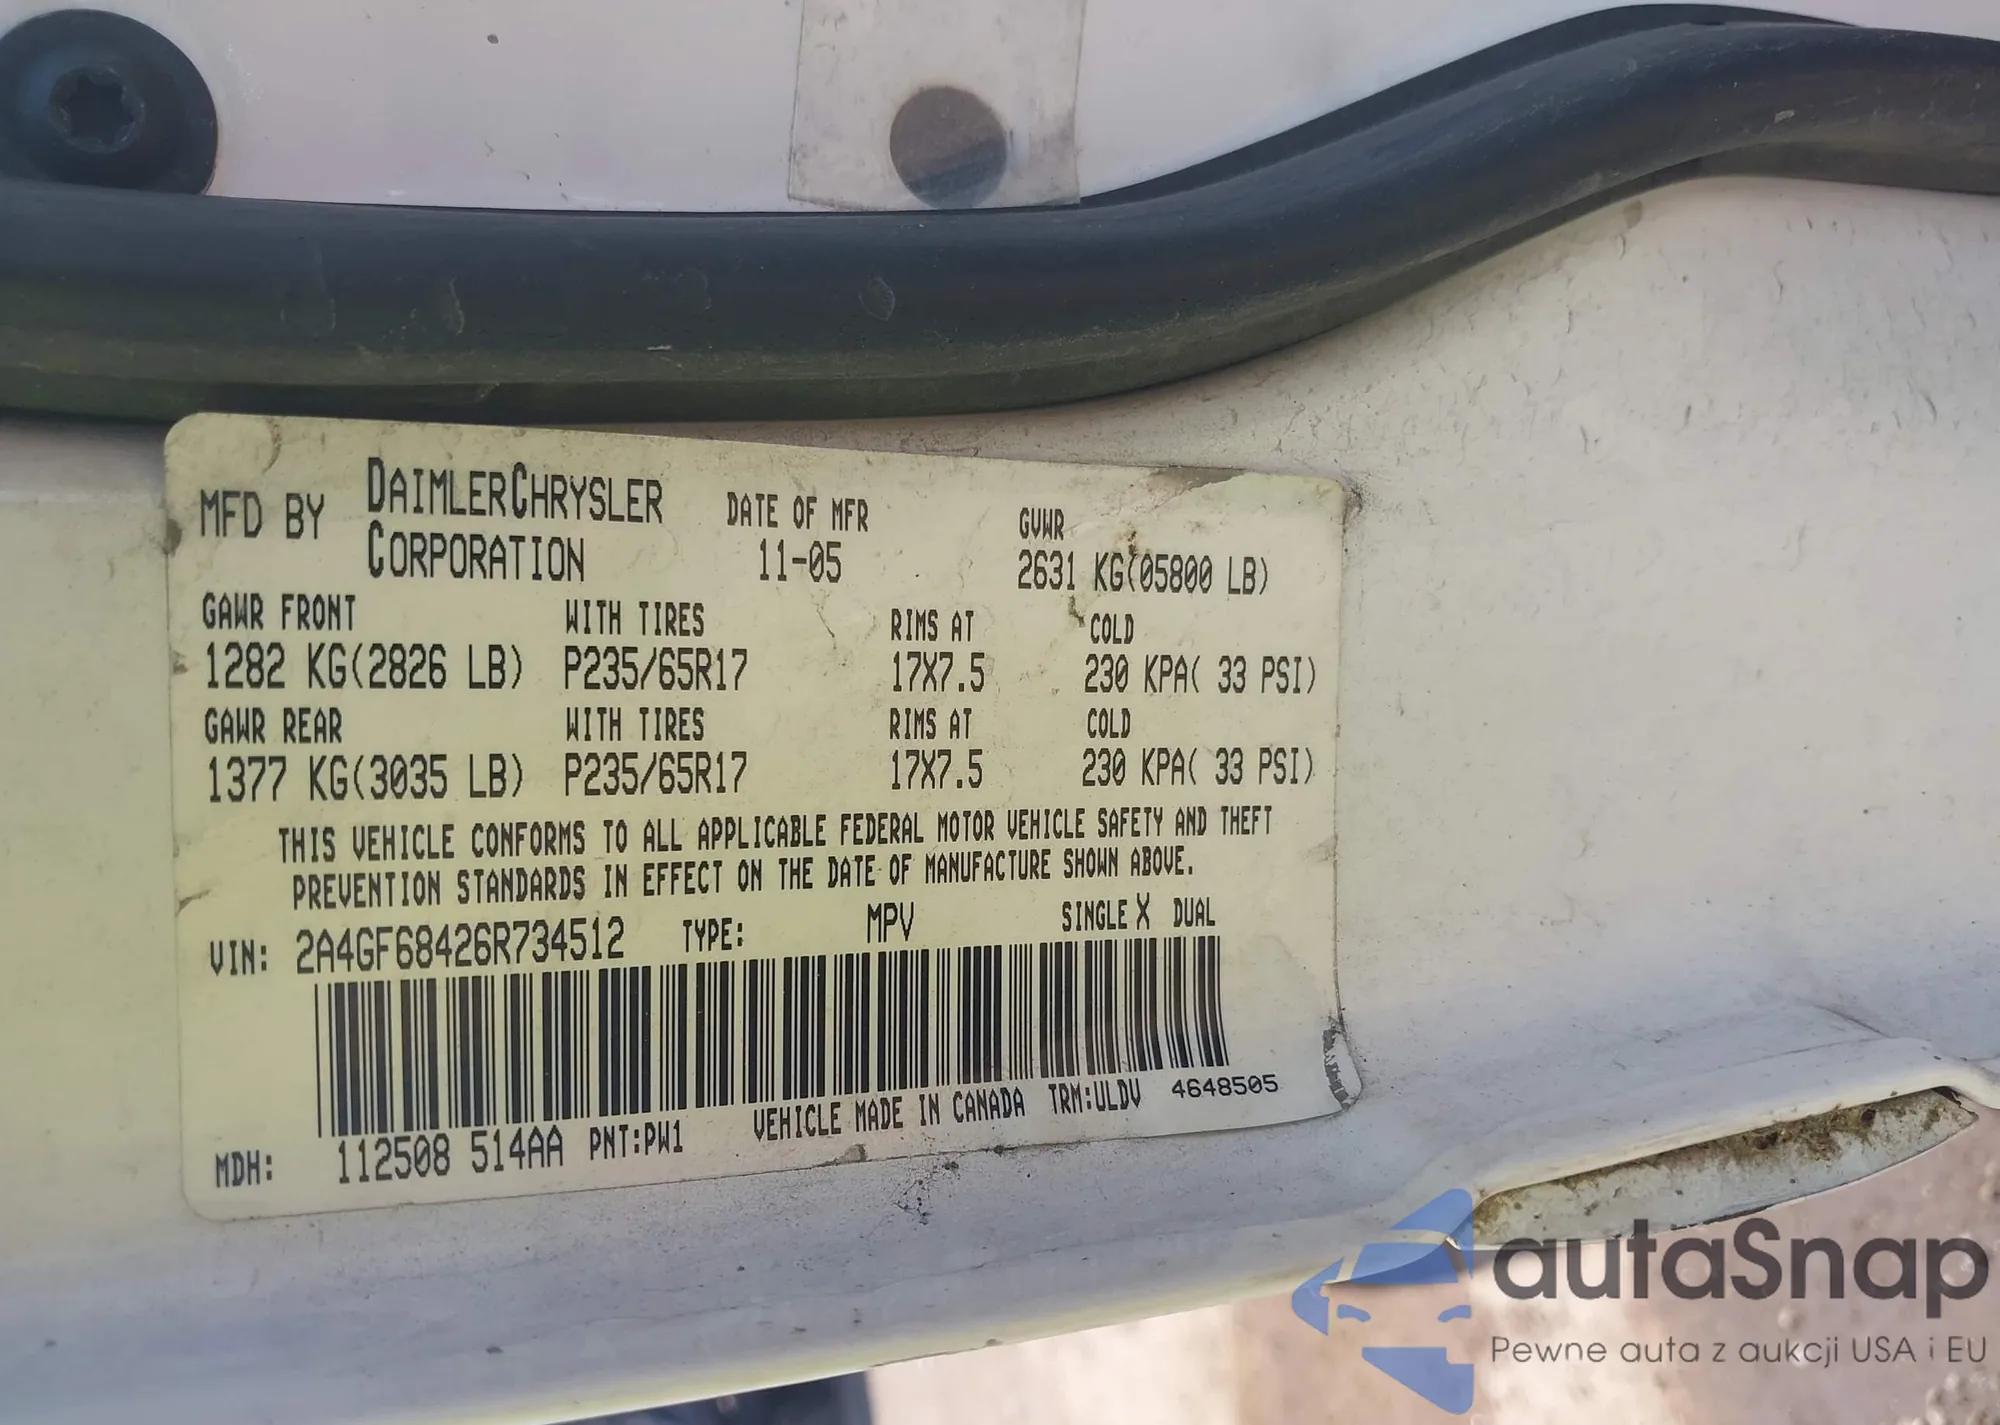 MFD BY DAIMLERCHRYSLER CORPORATION DATE OF MFR 11-05 GVWR 2631 KG(05800 LB)
GAWR FRONT WITH TIRES RIMS AT COLD
1282 KG(2826 LB) P235/65R17 17X7.5 230 KPA( 33 PSI)
GAWR REAR WITH TIRES RIMS AT COLD
1377 KG(3035 LB) P235/65R17 17X7.5 230 KPA( 33 PSI)
THIS VEHICLE CONFORMS TO ALL APPLICABLE FEDERAL MOTOR VEHICLE SAFETY AND THEFT
PREVENTION STANDARDS IN EFFECT ON THE DATE OF MANUFACTURE SHOWN ABOVE.
VIN: 2A4GF68426R734512 TYPE: MPV SINGLE X DUAL
MDH: 112508 514AA PNT:PW1 VEHICLE MADE IN CANADA TRM:ULDV 4648505
autaSnap
Pewne auta z aukcji USA i EU